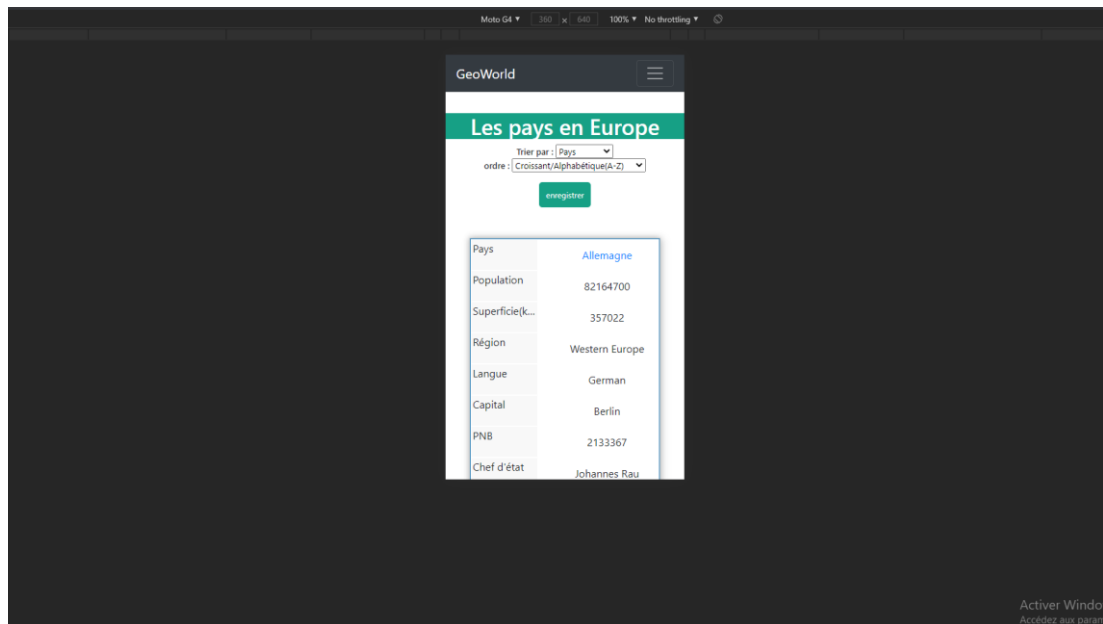 Moto G4 ▼ 360 x 640 100% ▼ No throttling ▼
GeoWorld
Les pays en Europe
Trier par : Pays
ordre : Croissant/Alphabétique(A-Z)
enregistrer
Pays Allemagne
Population 82164700
Superficie(k... 357022
Région Western Europe
Langue German
Capital Berlin
PNB 2133367
Chef d'état Johannes Rau
Activer Windo
Accédez aux param